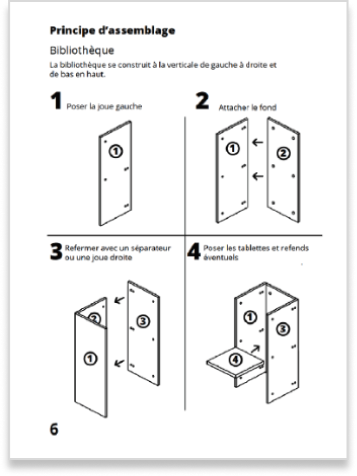 Principe d'assemblage
Bibliothèque
La bibliothèque se construit à la verticale de gauche à droite et
de bas en haut.
1 Poser la joue gauche
2 Attacher le fond
1
1
2
3 Refermer avec un séparateur
ou une joue droite
4 Poser les tablettes et refends
éventuels
2
3
1
1
3
4
6